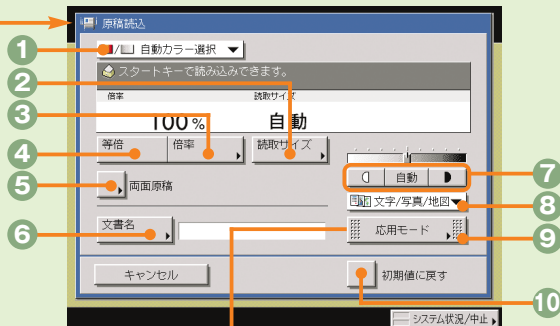 原稿読込
1
自動カラー選択 ▼
スタートキーで読み込みできます。
2
倍率 読取サイズ
3
100% 自動
4
等倍 倍率 読取サイズ
5
両面原稿
自動
7
文字/写真/地図▼
8
6
文書名
応用モード
9
キャンセル
初期値に戻す
10
システム状況/中止